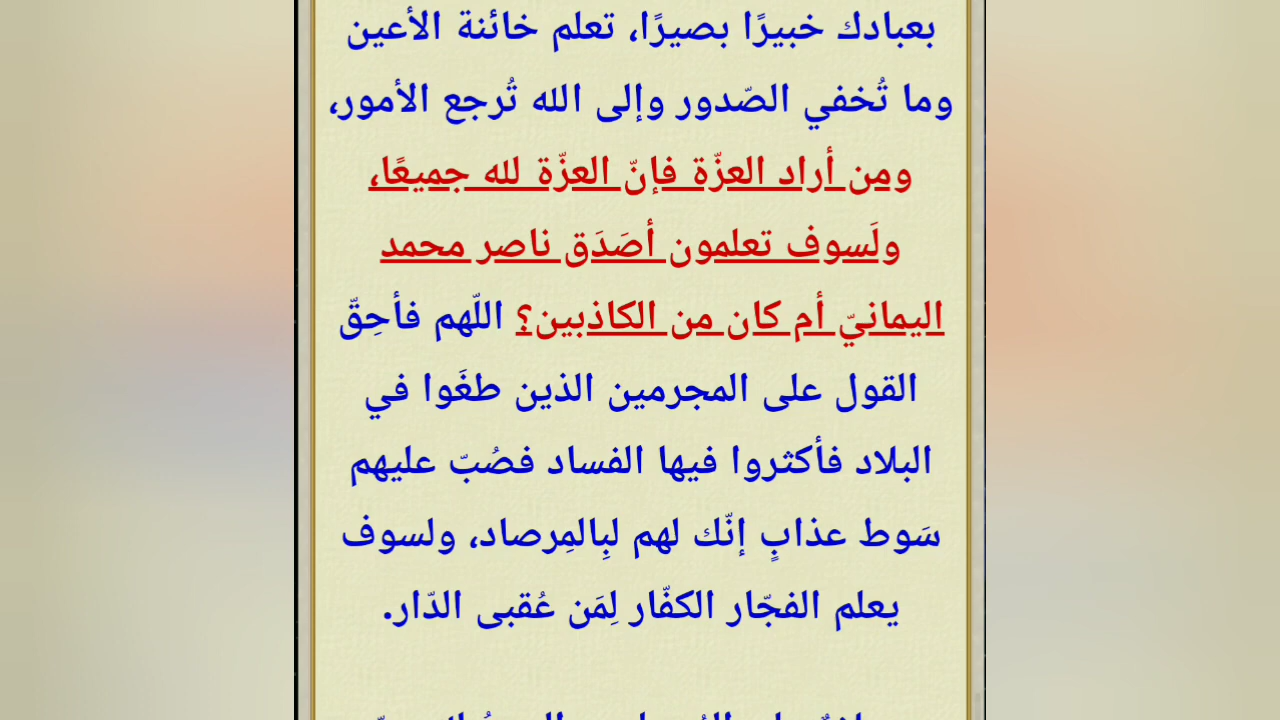 بعبادك خبيرًا بصيرًا، تعلم خائنة الأعين
وما تُخفي الصّدور وإلى الله تُرجع الأمور،
ومن أراد العزّة فإنّ العزّة لله جميعًا،
ولَسوف تعلمون أصَدَق ناصر محمد
اليمانيّ أم كان من الكاذبين؟ اللّهم فأحِقّ
القول على المجرمين الذين طغَوا في
البلاد فأكثروا فيها الفساد فصُبّ عليهم
سَوط عذابٍ إنّك لهم لبِالمِرصاد، ولسوف
يعلم الفجّار الكفّار لِمَن عُقبى الدّار.